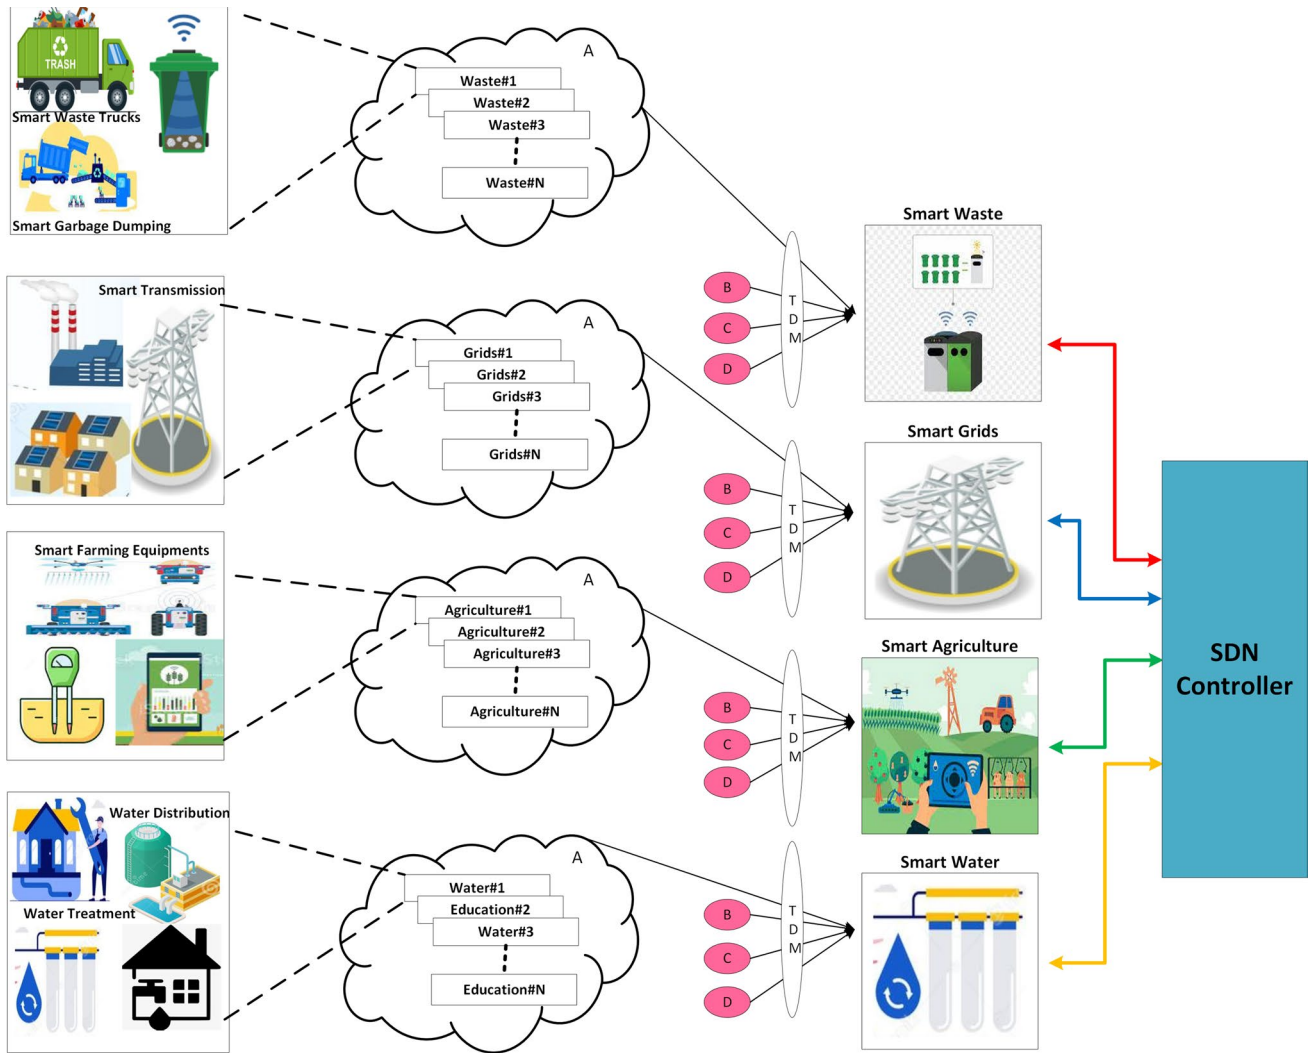 TRASH
Smart Waste Trucks
Smart Garbage Dumping
A
Waste#1
Waste#2
Waste#3
Waste#N
Smart Transmission
A
Grids#1
Grids#2
Grids#3
Grids#N
Smart Farming Equipments
A
Agriculture#1
Agriculture#2
Agriculture#3
Agriculture#N
Water Distribution
Water Treatment
A
Water#1
Education#2
Water#3
Education#N
B
C
D
T
D
M
Smart Waste
B
C
D
T
D
M
Smart Grids
B
C
D
T
D
M
Smart Agriculture
B
C
D
T
D
M
Smart Water
SDN
Controller